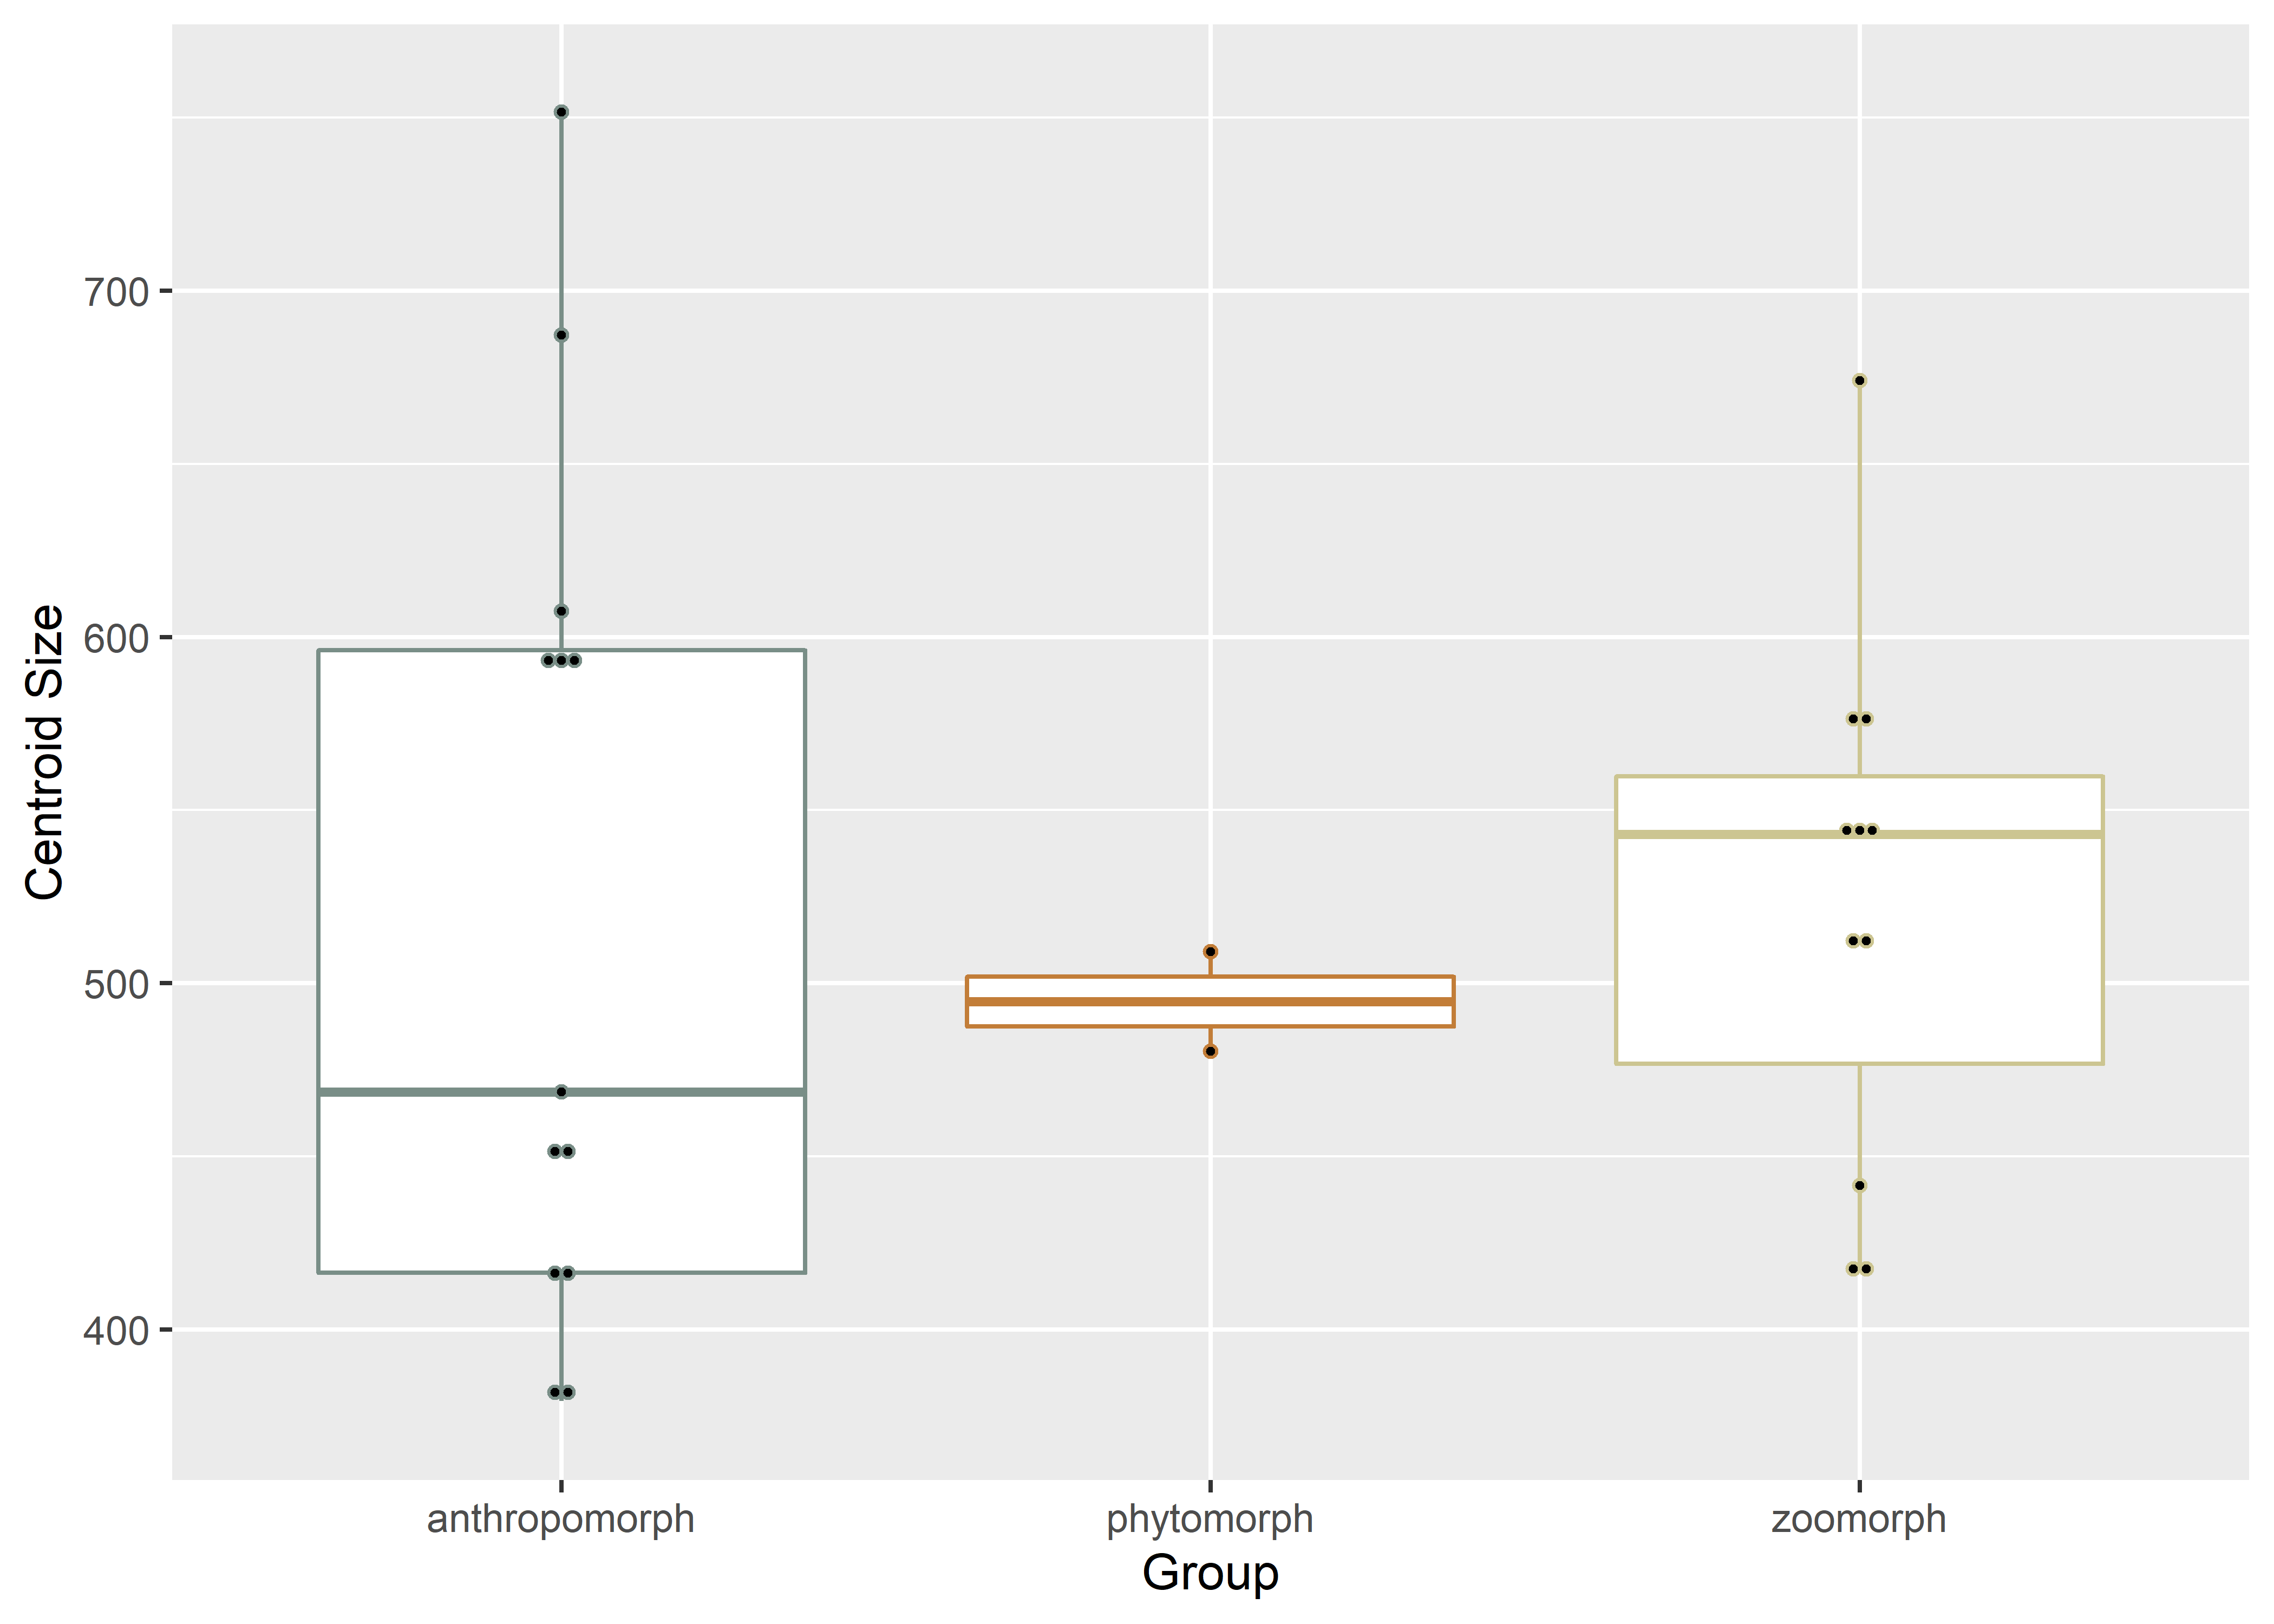 Centroid Size
700
600
500
400
anthropomorph
phytomorph
zoomorph
Group